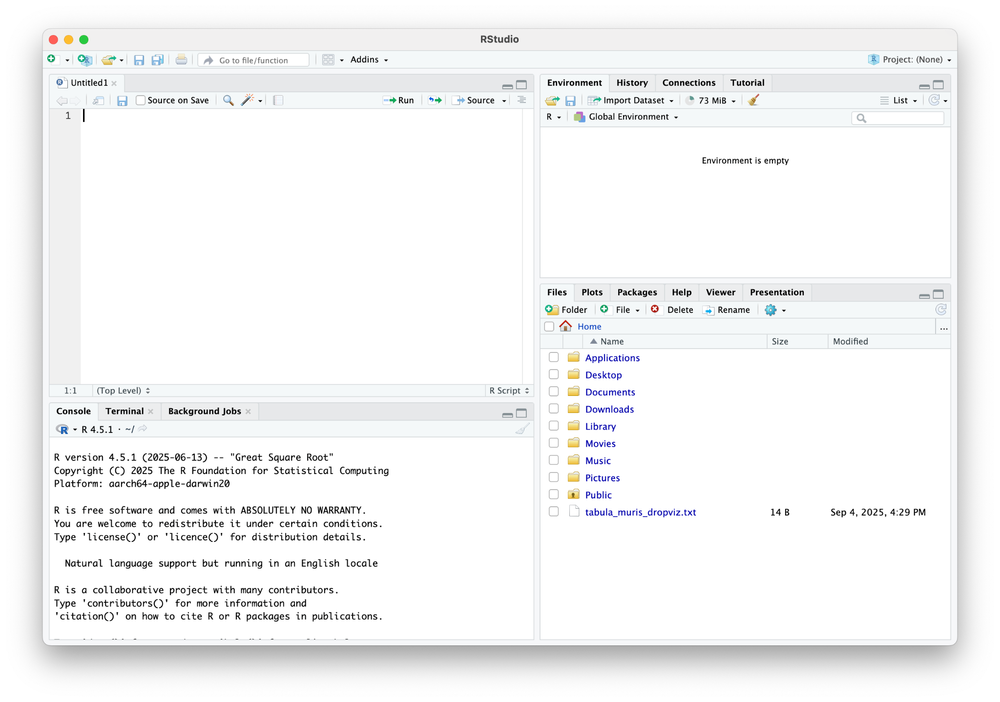 RStudio
Go to file/function
Addins
Project: (None)
Untitled1
Source on Save
Run
Source
1
1:1
(Top Level)
R Script
Console
Terminal
Background Jobs
R 4.5.1 · ~/
R version 4.5.1 (2025-06-13) -- "Great Square Root"
Copyright (C) 2025 The R Foundation for Statistical Computing
Platform: aarch64-apple-darwin20
R is free software and comes with ABSOLUTELY NO WARRANTY.
You are welcome to redistribute it under certain conditions.
Type 'license()' or 'licence()' for distribution details.
Natural language support but running in an English locale
R is a collaborative project with many contributors.
Type 'contributors()' for more information and
'citation()' on how to cite R or R packages in publications.
Environment History Connections Tutorial
Import Dataset 73 MiB List
R Global Environment
Environment is empty
Files Plots Packages Help Viewer Presentation
Folder File Delete Rename
Home ...
Name Size Modified
Applications
Desktop
Documents
Downloads
Library
Movies
Music
Pictures
Public
tabula_muris_dropviz.txt 14 B Sep 4, 2025, 4:29 PM